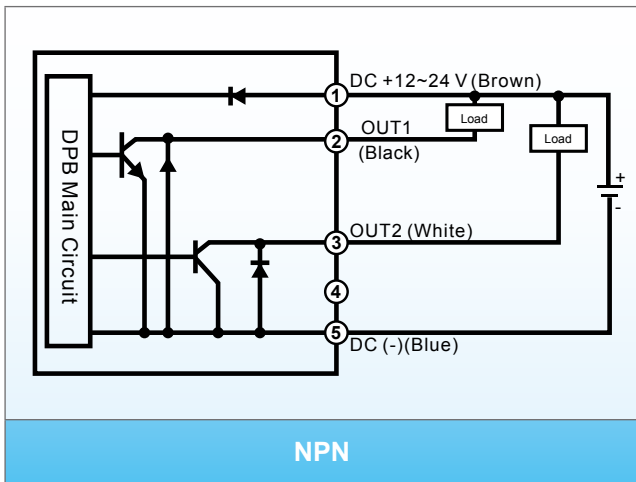 DC +12~24 V (Brown)
1
Load
OUT1
(Black)
2
Load
DPB Main Circuit
+
-
OUT2 (White)
3
4
5
DC (-)(Blue)
NPN